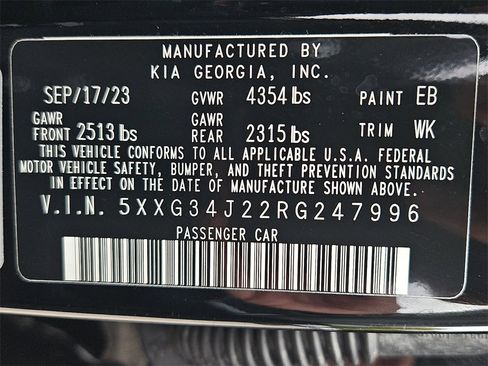 MANUFACTURED BY
KIA GEORGIA, INC.
SEP/17/23 GVWR 4354 lbs PAINT EB
GAWR GAWR
FRONT 2513 lbs REAR 2315 lbs TRIM WK
THIS VEHICLE CONFORMS TO ALL APPLICABLE U.S.A. FEDERAL
MOTOR VEHICLE SAFETY, BUMPER, AND THEFT PREVENTION STANDARDS
IN EFFECT ON THE DATE OF MANUFACTURE SHOWN ABOVE.
V.I.N. 5XXG34J22RG247996
PASSENGER CAR